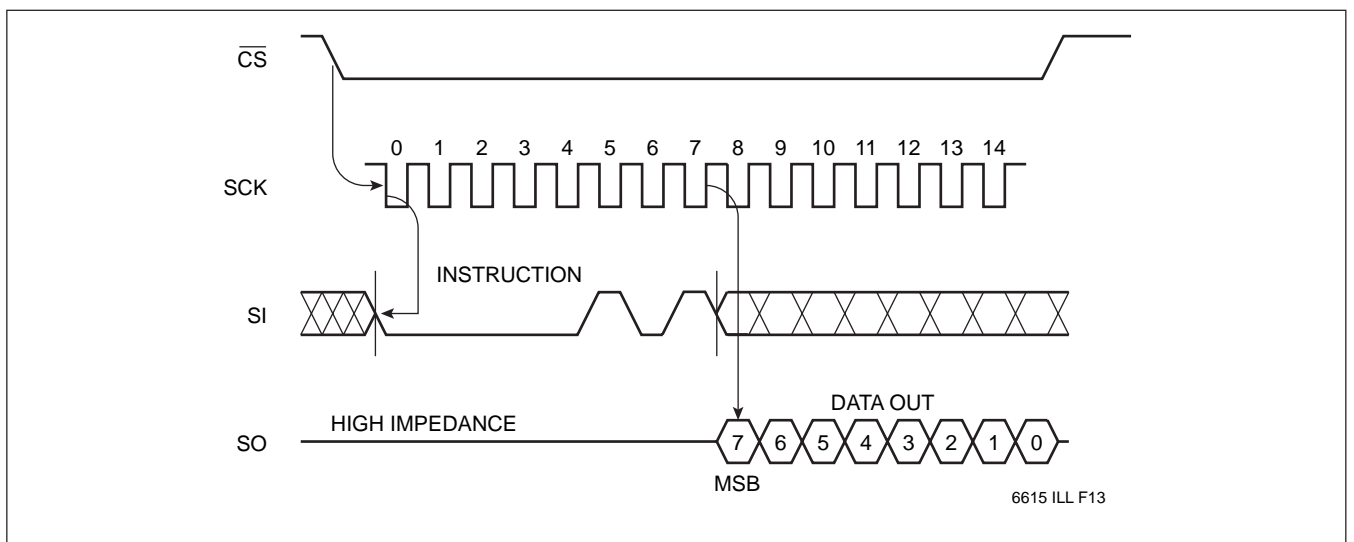 CS
0 1 2 3 4 5 6 7 8 9 10 11 12 13 14
SCK
INSTRUCTION
SI
DATA OUT
HIGH IMPEDANCE
SO
7 6 5 4 3 2 1 0
MSB
6615 ILL F13